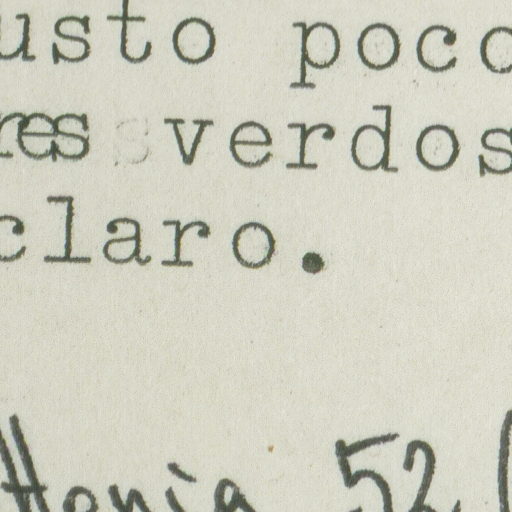 usto poco
res verdos
claro.
52